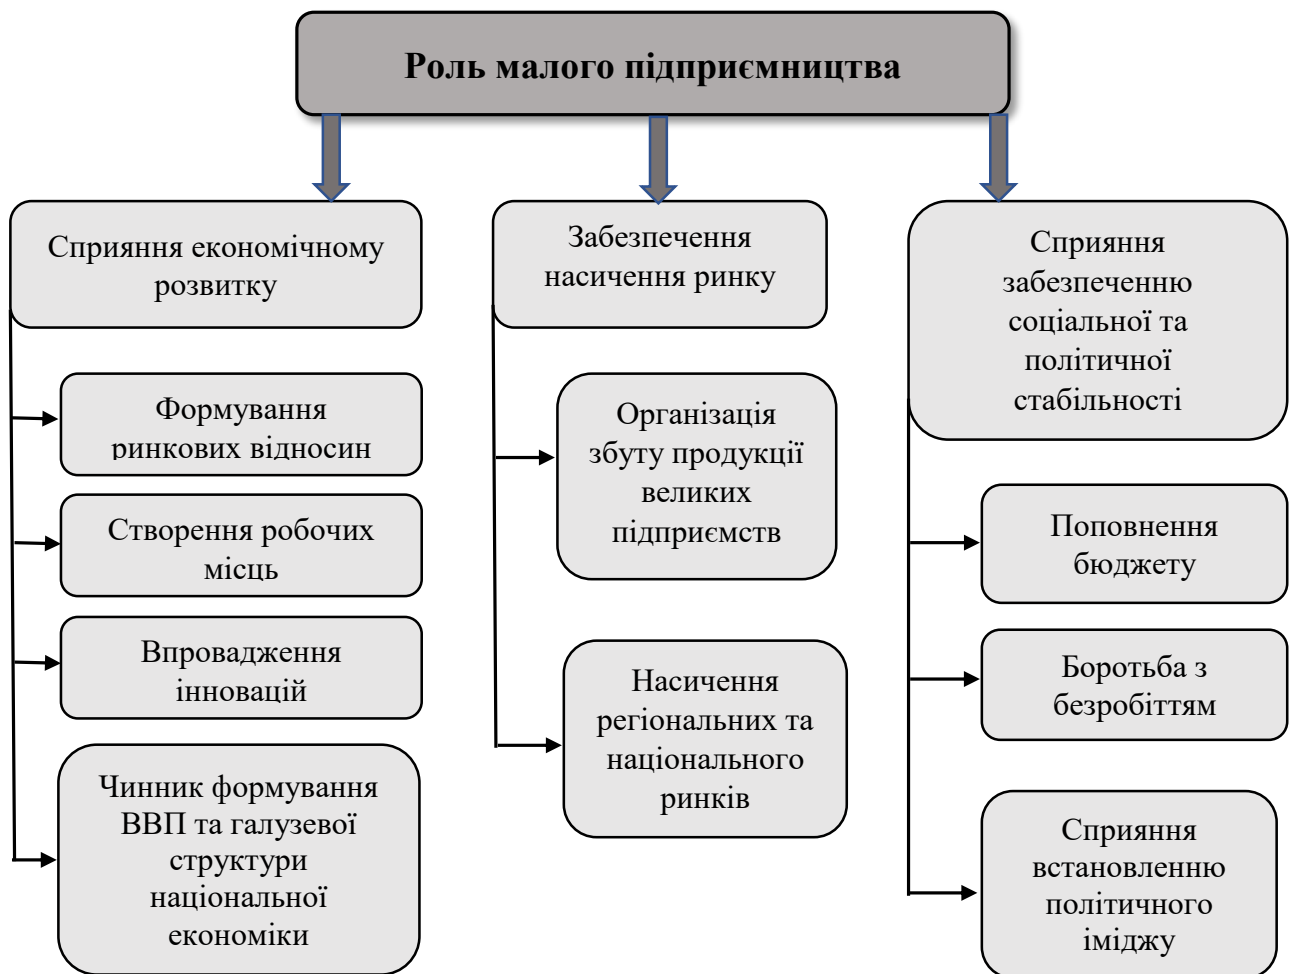 Роль малого підприємництва
Сприяння економічному
розвитку
Формування
ринкових відносин
Створення робочих
місць
Впровадження
інновацій
Чинник формування
ВВП та галузевої
структури
національної
економіки
Забезпечення
насичення ринку
Організація
збуту продукції
великих
підприємств
Насичення
регіональних та
національного
ринків
Сприяння
забезпеченню
соціальної та
політичної
стабільності
Поповнення
бюджету
Боротьба з
безробіттям
Сприяння
встановленню
політичного
іміджу